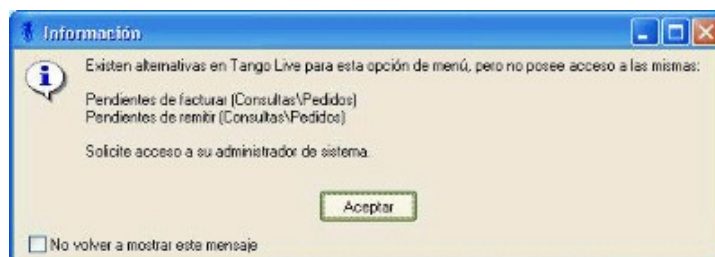 Información
Existen alternativas en Tango Live para esta opción de menú, pero no posee acceso a las mismas:
Pendientes de facturar (Consultas\Pedidos)
Pendientes de remitir (Consultas\Pedidos)
Solicite acceso a su administrador de sistema.
Aceptar
No volver a mostrar este mensaje